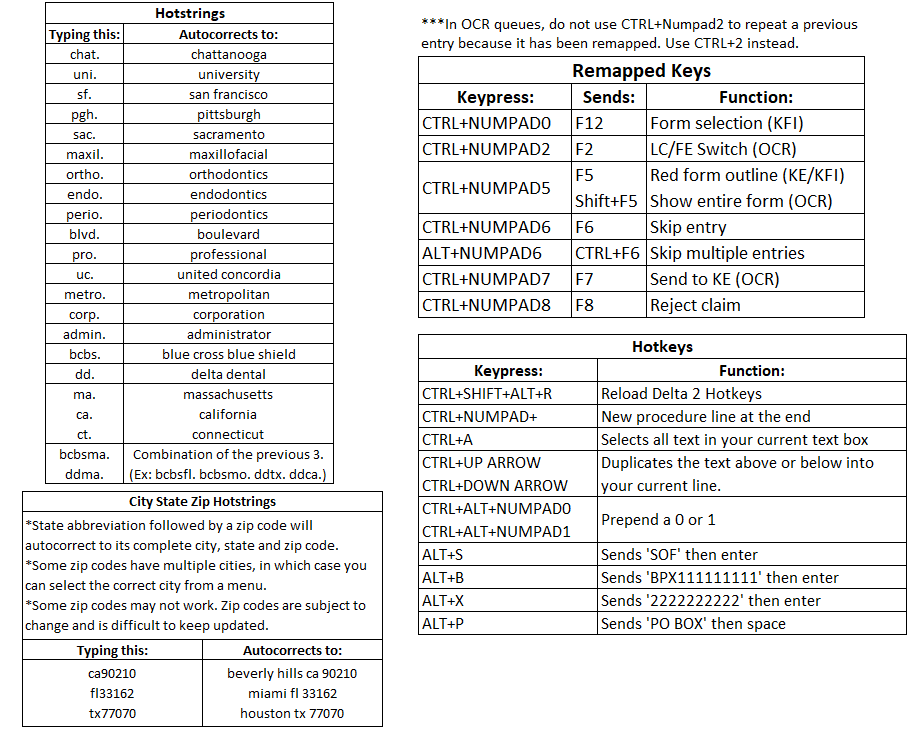 Hotstrings
Typing this: Autocorrects to:
chat. chattanooga
uni. university
sf. san francisco
pgh. pittsburgh
sac. sacramento
maxil. maxillofacial
ortho. orthodontics
endo. endodontics
perio. periodontics
blvd. boulevard
pro. professional
uc. united concordia
metro. metropolitan
corp. corporation
admin. administrator
bcbs. blue cross blue shield
dd. delta dental
ma. massachusetts
ca. california
ct. connecticut
bcbsma. Combination of the previous 3.
ddma. (Ex: bcbsfl. bcbsmo. ddtx. ddca.)
City State Zip Hotstrings
*State abbreviation followed by a zip code will
autocorrect to its complete city, state and zip code.
*Some zip codes have multiple cities, in which case you
can select the correct city from a menu.
*Some zip codes may not work. Zip codes are subject to
change and is difficult to keep updated.
Typing this: Autocorrects to:
ca90210 beverly hills ca 90210
fl33162 miami fl 33162
tx77070 houston tx 77070
***In OCR queues, do not use CTRL+Numpad2 to repeat a previous
entry because it has been remapped. Use CTRL+2 instead.
Remapped Keys
Keypress: Sends: Function:
CTRL+NUMPAD0 F12 Form selection (KFI)
CTRL+NUMPAD2 F2 LC/FE Switch (OCR)
CTRL+NUMPAD5 F5 Red form outline (KE/KFI)
Shift+F5 Show entire form (OCR)
CTRL+NUMPAD6 F6 Skip entry
ALT+NUMPAD6 CTRL+F6 Skip multiple entries
CTRL+NUMPAD7 F7 Send to KE (OCR)
CTRL+NUMPAD8 F8 Reject claim
Hotkeys
Keypress: Function:
CTRL+SHIFT+ALT+R Reload Delta 2 Hotkeys
CTRL+NUMPAD+ New procedure line at the end
CTRL+A Selects all text in your current text box
CTRL+UP ARROW Duplicates the text above or below into
CTRL+DOWN ARROW your current line.
CTRL+ALT+NUMPAD0 Prepend a 0 or 1
CTRL+ALT+NUMPAD1
ALT+S Sends 'SOF' then enter
ALT+B Sends 'BPX111111111' then enter
ALT+X Sends '2222222222' then enter
ALT+P Sends 'PO BOX' then space